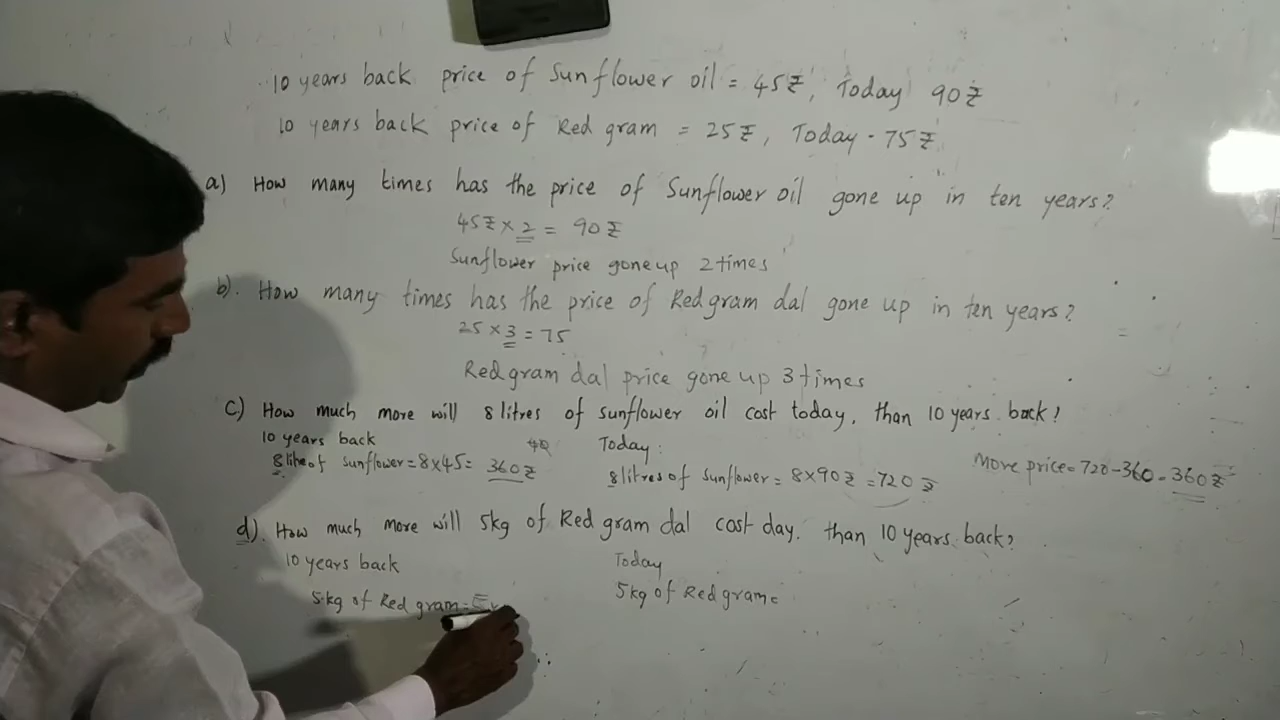 10 years back price of Sunflower oil = 45₹, Today 90₹
10 years back price of Red gram = 25₹, Today - 75₹
a) How many times has the price of Sunflower oil gone up in ten years?
45₹ × 2 = 90₹
Sunflower price gone up 2 times
b). How many times has the price of Red gram dal gone up in ten years?
25 × 3 = 75
Red gram dal price gone up 3 times
c) How much more will 8 litres of sunflower oil cost today, than 10 years back?
10 years back
8 lite of sunflower = 8×45 = 360₹
Today:
8 litres of Sunflower = 8×90₹ = 720₹
More price = 720 - 360 = 360₹
d). How much more will 5kg of Red gram dal cost day. than 10 years back?
10 years back
5kg of Red gram =
Today
5kg of Red gram =